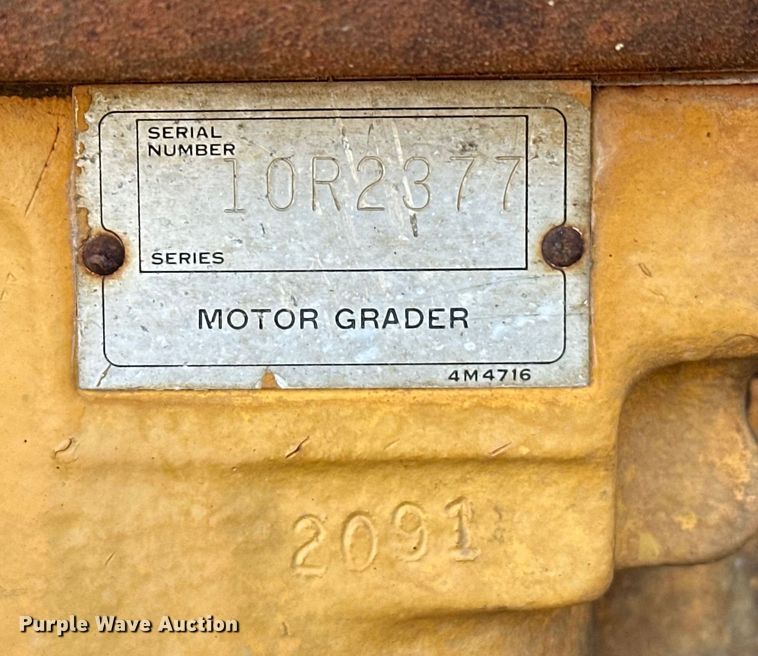 SERIAL
NUMBER
10R2377
SERIES
MOTOR GRADER
4M4716
2091
Purple Wave Auction